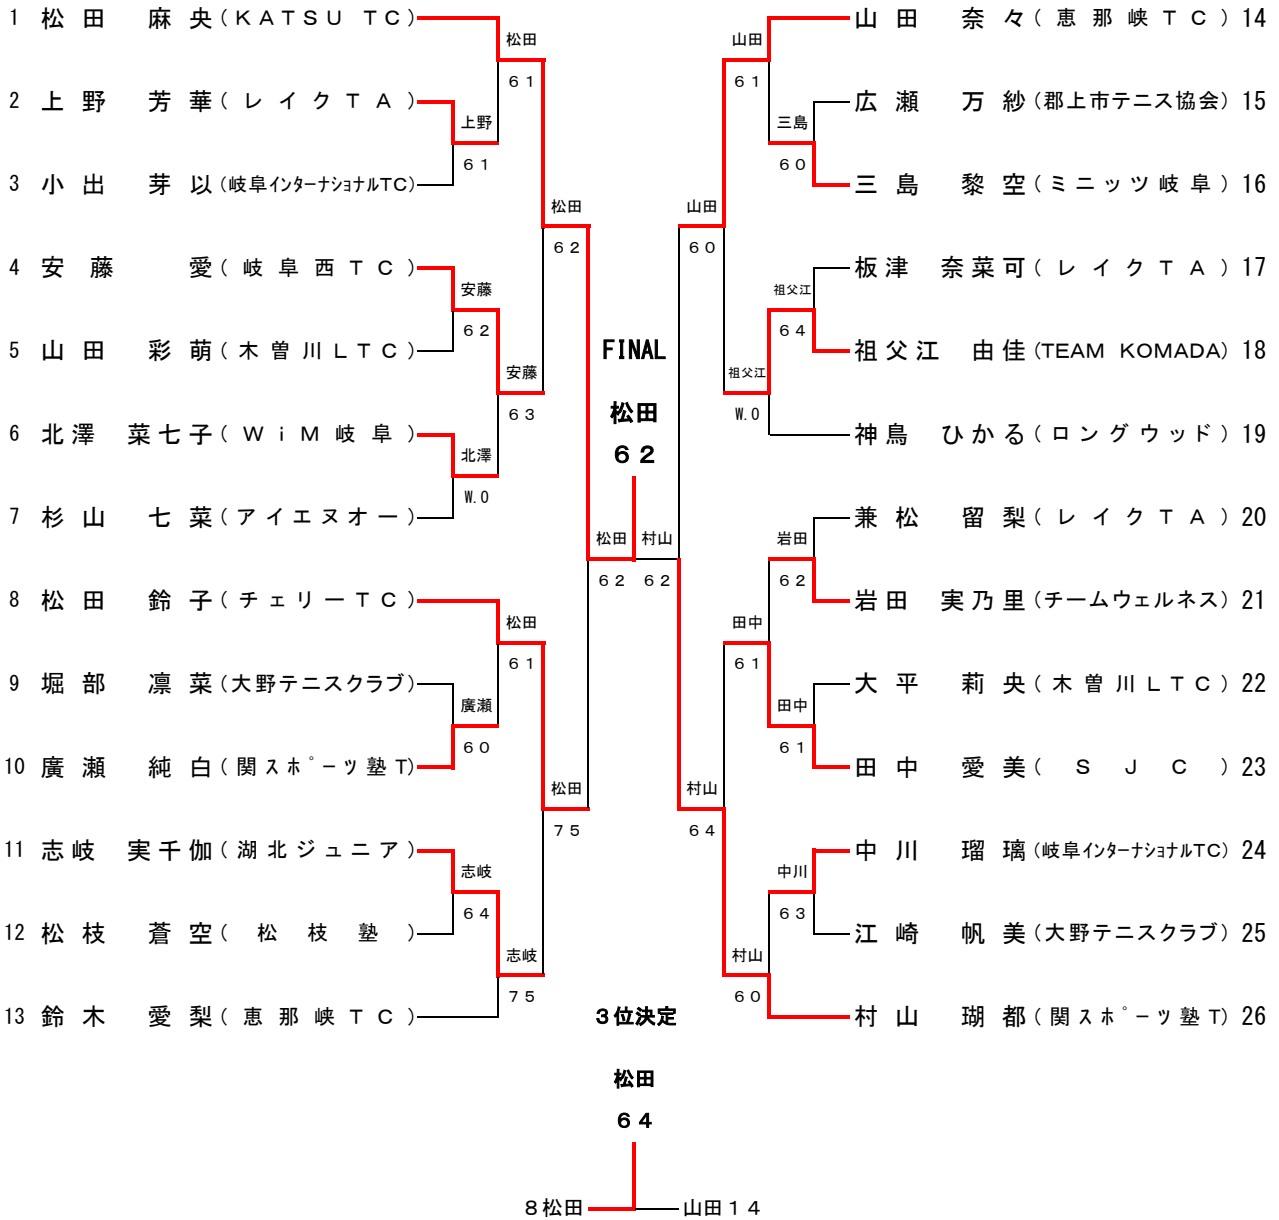 1 松田 麻央(KATSU TC)
2 上野 芳華(レイクTA)
3 小出 芽以(岐阜インターナショナルTC)
4 安藤 愛(岐阜西TC)
5 山田 彩萌(木曽川LTC)
6 北澤 菜七子(WiM岐阜)
7 杉山 七菜(アイエヌオー)
8 松田 鈴子(チェリーTC)
9 堀部 凛菜(大野テニスクラブ)
10 廣瀬 純白(関スポーツ塾T)
11 志岐 実千伽(湖北ジュニア)
12 松枝 蒼空(松枝塾)
13 鈴木 愛梨(恵那峡TC)
松田
61
上野
61
安藤
62
北澤
W.0
安藤
63
松田
62
松田
61
廣瀬
60
志岐
64
志岐
75
松田
75
松田
62
FINAL
松田
62
村山
62
山田
60
山田
61
三島
60
祖父江
64
祖父江
W.0
岩田
62
田中
61
田中
61
村山
64
中川
63
村山
60
山田 奈々(恵那峡TC) 14
広瀬 万紗(郡上市テニス協会) 15
三島 黎空(ミニッツ岐阜) 16
板津 奈菜可(レイクTA) 17
祖父江 由佳(TEAM KOMADA) 18
神鳥 ひかる(ロングウッド) 19
兼松 留梨(レイクTA) 20
岩田 実乃里(チームウェルネス) 21
大平 莉央(木曽川LTC) 22
田中 愛美(SJC) 23
中川 瑠璃(岐阜インターナショナルTC) 24
江崎 帆美(大野テニスクラブ) 25
村山 瑚都(関スポーツ塾T) 26
3位決定
松田
64
8松田
山田14